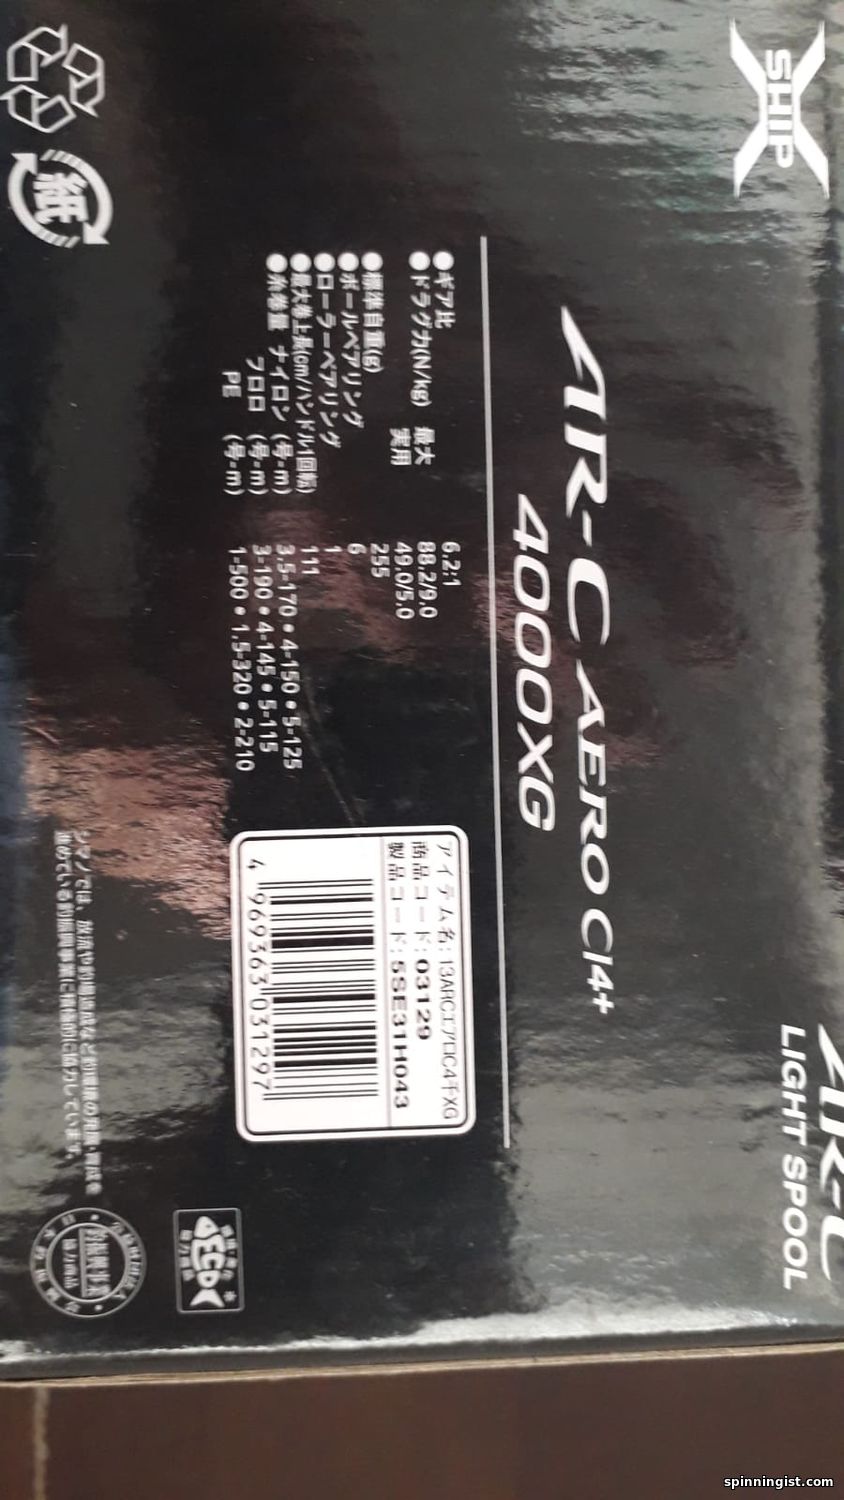 X SHIP
AR-C
LIGHT SPOOL
AR-C AERO CI4+
4000XG
●ギア比 6.2:1
●ドラグ力(N/kg) 最大 88.2/9.0
実用 49.0/5.0
●標準自重(g) 255
●ボールベアリング 6
●ローラーベアリング 1
●最大巻上長(cm/ハンドル1回転) 111
●糸巻量 ナイロン (号-m) 3.5-170 • 4-150 • 5-125
フロロ (号-m) 3-190 • 4-145 • 5-115
PE (号-m) 1-500 • 1.5-320 • 2-210
アイテム名: 13ARCエアロC4千XG
商品コード: 03129
製品コード: 5SE31H043
4 969363 031297
紙
spinningist.com